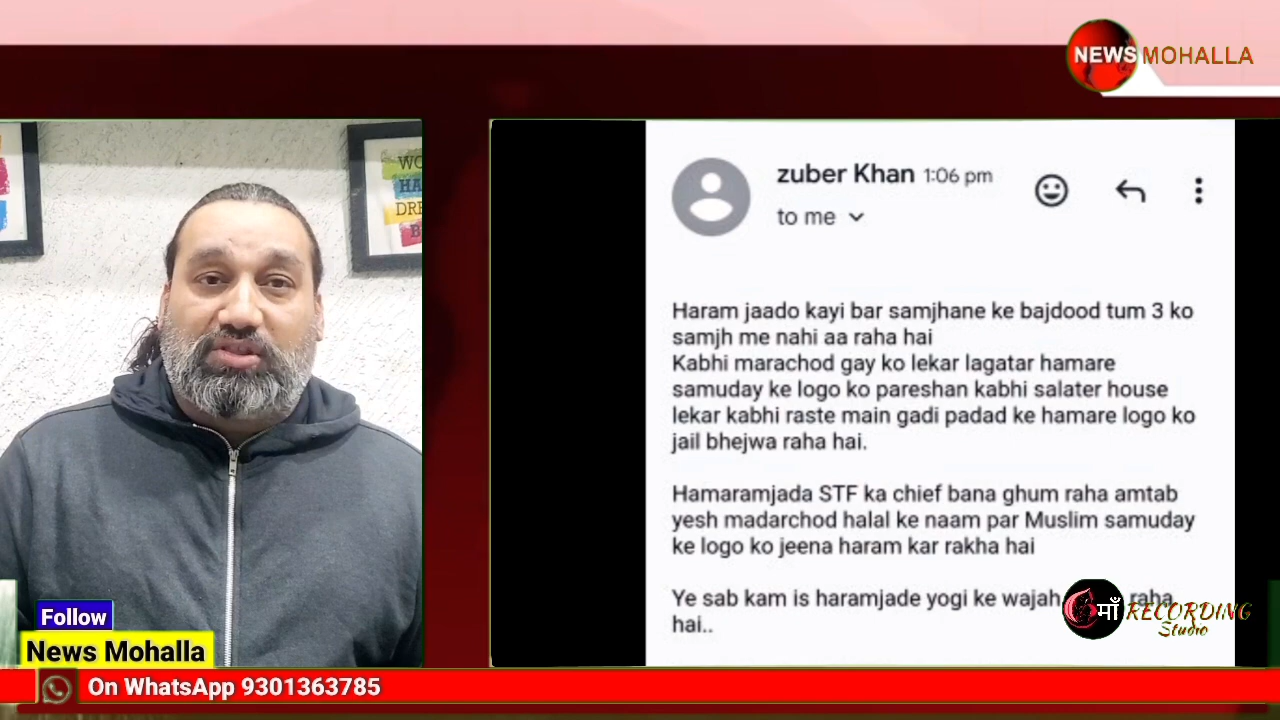 NEWS MOHALLA
WO
HA
DRE
B
zuber Khan 1:06 pm
to me
Haram jaado kayi bar samjhane ke bajdood tum 3 ko
samjh me nahi aa raha hai
Kabhi marachod gay ko lekar lagatar hamare
samuday ke logo ko pareshan kabhi salater house
lekar kabhi raste main gadi padad ke hamare logo ko
jail bhejwa raha hai.
Hamaramjada STF ka chief bana ghum raha amtab
yesh madarchod halal ke naam par Muslim samuday
ke logo ko jeena haram kar rakha hai
Ye sab kam is haramjade yogi ke wajah raha
hai..
माँ RECORDING
Studio
Follow
News Mohalla
On WhatsApp 9301363785